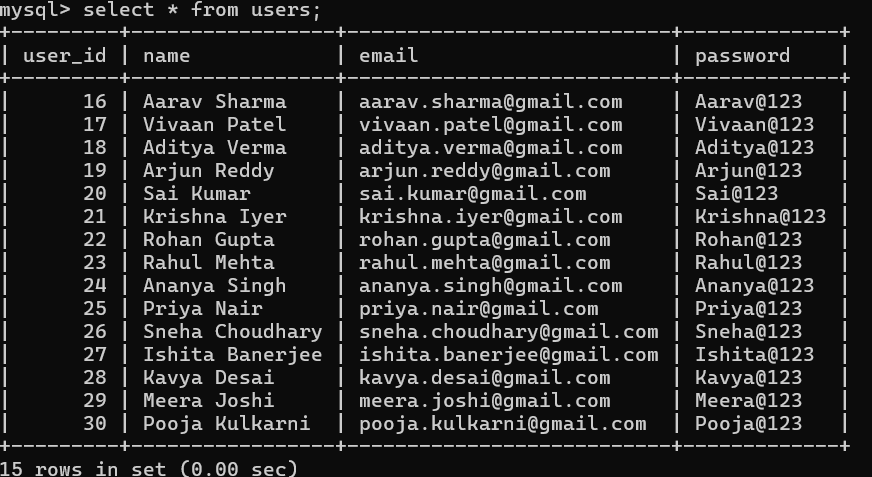 mysql> select * from users;
+---------+-----------------+---------------------------+-------------+
| user_id | name            | email                     | password    |
+---------+-----------------+---------------------------+-------------+
|      16 | Aarav Sharma    | aarav.sharma@gmail.com    | Aarav@123   |
|      17 | Vivaan Patel    | vivaan.patel@gmail.com    | Vivaan@123  |
|      18 | Aditya Verma    | aditya.verma@gmail.com    | Aditya@123  |
|      19 | Arjun Reddy     | arjun.reddy@gmail.com     | Arjun@123   |
|      20 | Sai Kumar       | sai.kumar@gmail.com       | Sai@123     |
|      21 | Krishna Iyer    | krishna.iyer@gmail.com    | Krishna@123 |
|      22 | Rohan Gupta     | rohan.gupta@gmail.com     | Rohan@123   |
|      23 | Rahul Mehta     | rahul.mehta@gmail.com     | Rahul@123   |
|      24 | Ananya Singh    | ananya.singh@gmail.com    | Ananya@123  |
|      25 | Priya Nair      | priya.nair@gmail.com      | Priya@123   |
|      26 | Sneha Choudhary | sneha.choudhary@gmail.com | Sneha@123   |
|      27 | Ishita Banerjee | ishita.banerjee@gmail.com | Ishita@123  |
|      28 | Kavya Desai     | kavya.desai@gmail.com     | Kavya@123   |
|      29 | Meera Joshi     | meera.joshi@gmail.com     | Meera@123   |
|      30 | Pooja Kulkarni  | pooja.kulkarni@gmail.com  | Pooja@123   |
+---------+-----------------+---------------------------+-------------+
15 rows in set (0.00 sec)